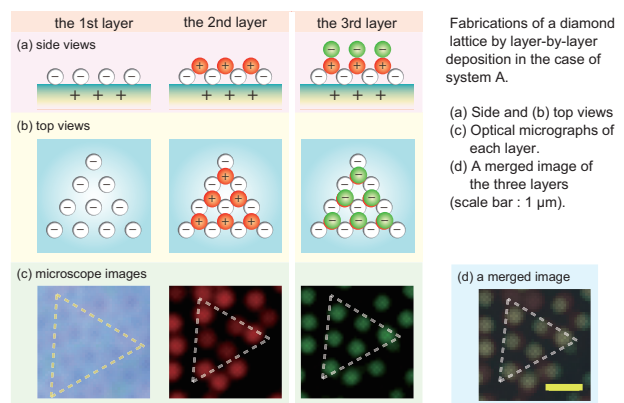 the 1st layer
the 2nd layer
the 3rd layer
(a) side views
− − − −
+ + +
+ + +
− − − −
+ + +
− − −
+ + +
− − − −
+ + +
(b) top views
−
− −
− − −
− − − −
−
+
− −
+ +
− − −
+ + +
− − − −
−
−
− −
− −
− − −
− − −
− − − −
(c) microscope images
Fabrications of a diamond
lattice by layer-by-layer
deposition in the case of
system A.
(a) Side and (b) top views
(c) Optical micrographs of
each layer.
(d) A merged image of
the three layers
(scale bar : 1 μm).
(d) a merged image